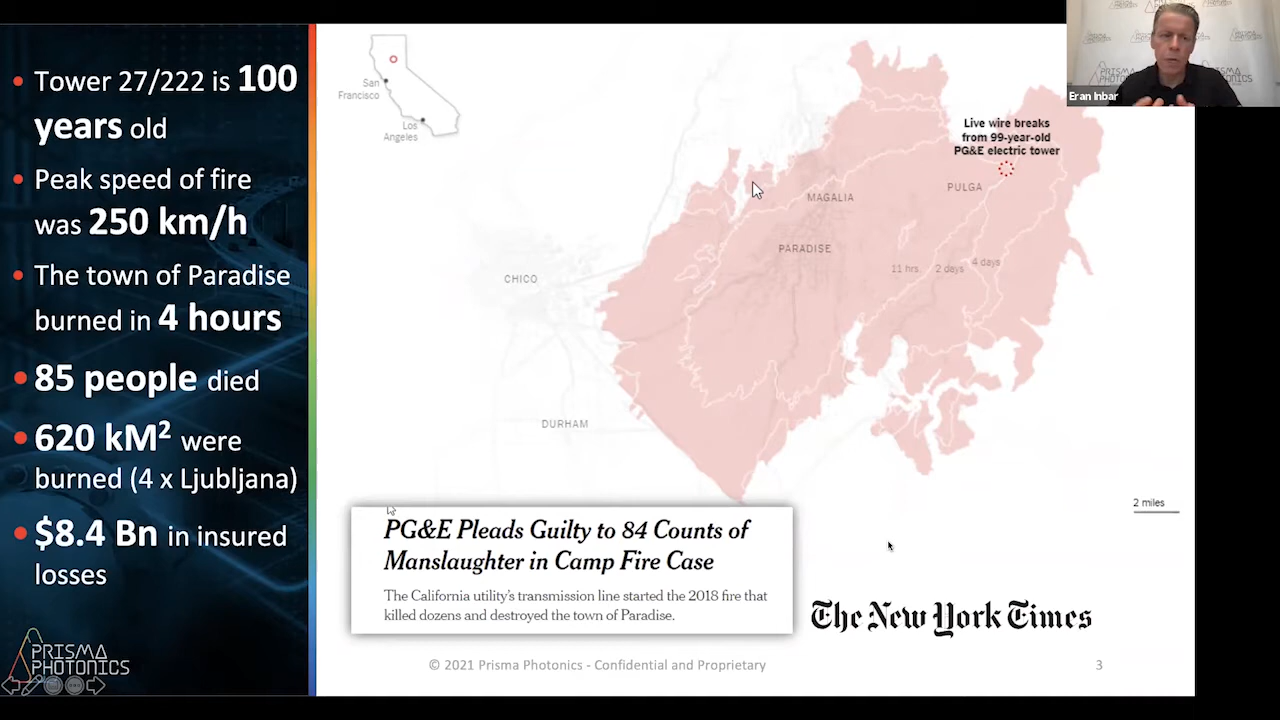 • Tower 27/222 is 100
years old
• Peak speed of fire
was 250 km/h
• The town of Paradise
burned in 4 hours
• 85 people died
• 620 kM² were
burned (4 x Ljubljana)
• $8.4 Bn in insured
losses
PRISMA
PHOTONICS
San
Francisco
Los
Angeles
Live wire breaks
from 99-year-old
PG&E electric tower
PULGA
MAGALIA
PARADISE
11 hrs.
2 days
4 days
CHICO
DURHAM
2 miles
PG&E Pleads Guilty to 84 Counts of
Manslaughter in Camp Fire Case
The California utility's transmission line started the 2018 fire that
killed dozens and destroyed the town of Paradise.
The New York Times
© 2021 Prisma Photonics - Confidential and Proprietary
3
PRISMA
PHOTONICS
Eran Inbar